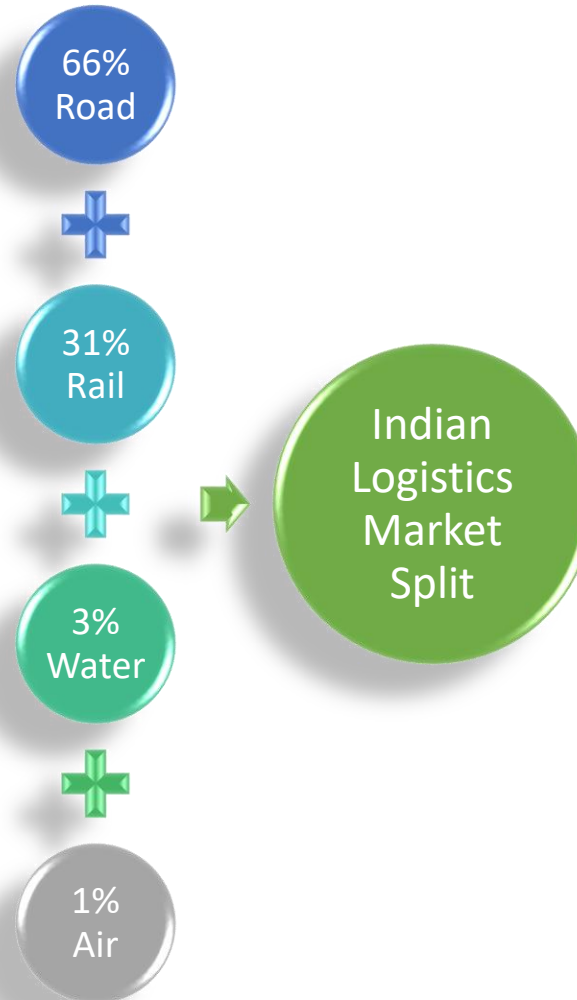 66%
Road
31%
Rail
3%
Water
1%
Air
Indian
Logistics
Market
Split